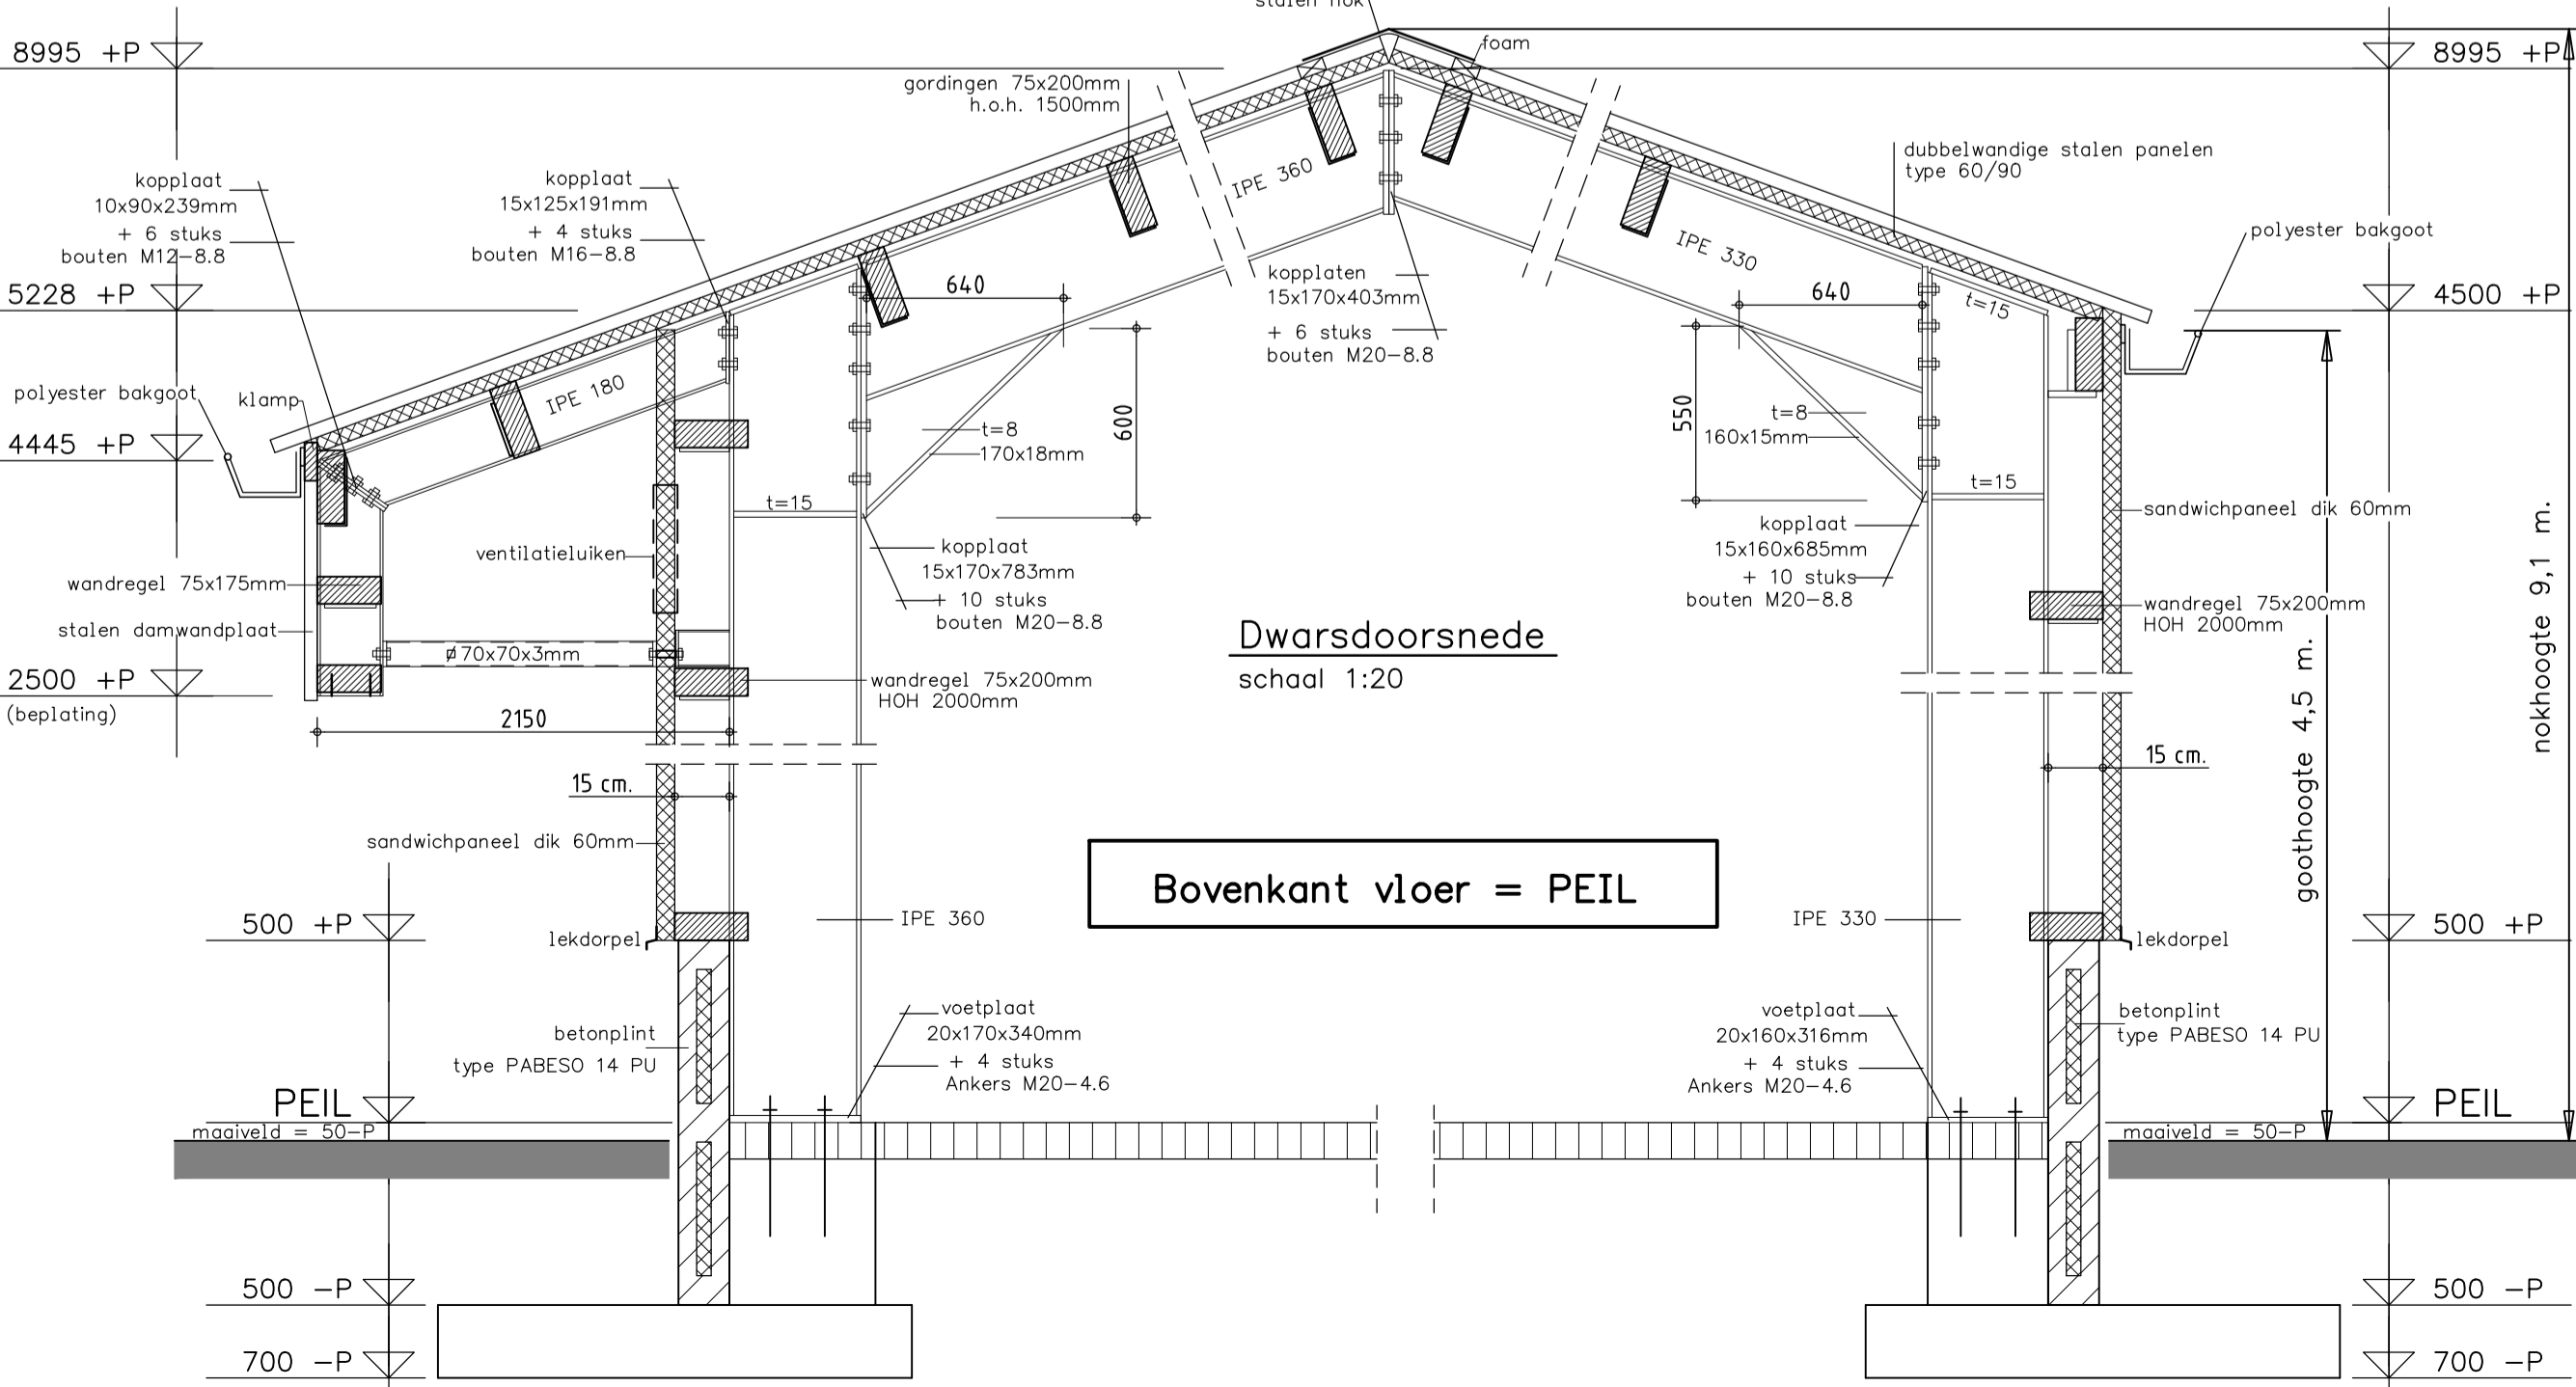 stalen nok
8995 +P
foam
8995 +P
gordingen 75x200mm
h.o.h. 1500mm
kopplaat
10x90x239mm
+ 6 stuks
bouten M12-8.8
kopplaat
15x125x191mm
+ 4 stuks
bouten M16-8.8
IPE 360
dubbelwandige stalen panelen
type 60/90
IPE 330
polyester bakgoot
5228 +P
640
kopplaten
15x170x403mm
+ 6 stuks
bouten M20-8.8
640
t=15
4500 +P
polyester bakgoot
klamp
IPE 180
4445 +P
t=8
170x18mm
600
550
t=8
160x15mm
t=15
t=15
sandwichpaneel dik 60mm
ventilatieluiken
kopplaat
15x170x783mm
+ 10 stuks
bouten M20-8.8
kopplaat
15x160x685mm
+ 10 stuks
bouten M20-8.8
wandregel 75x175mm
stalen damwandplaat
⌀70x70x3mm
Dwarsdoorsnede
schaal 1:20
wandregel 75x200mm
HOH 2000mm
2500 +P
(beplating)
wandregel 75x200mm
HOH 2000mm
2150
15 cm.
15 cm.
goothoogte 4,5 m.
nokhoogte 9,1 m.
sandwichpaneel dik 60mm
Bovenkant vloer = PEIL
500 +P
lekdorpel
IPE 360
IPE 330
lekdorpel
500 +P
betonplint
type PABESO 14 PU
voetplaat
20x170x340mm
+ 4 stuks
Ankers M20-4.6
voetplaat
20x160x316mm
+ 4 stuks
Ankers M20-4.6
betonplint
type PABESO 14 PU
PEIL
maaiveld = 50-P
PEIL
maaiveld = 50-P
500 -P
500 -P
700 -P
700 -P